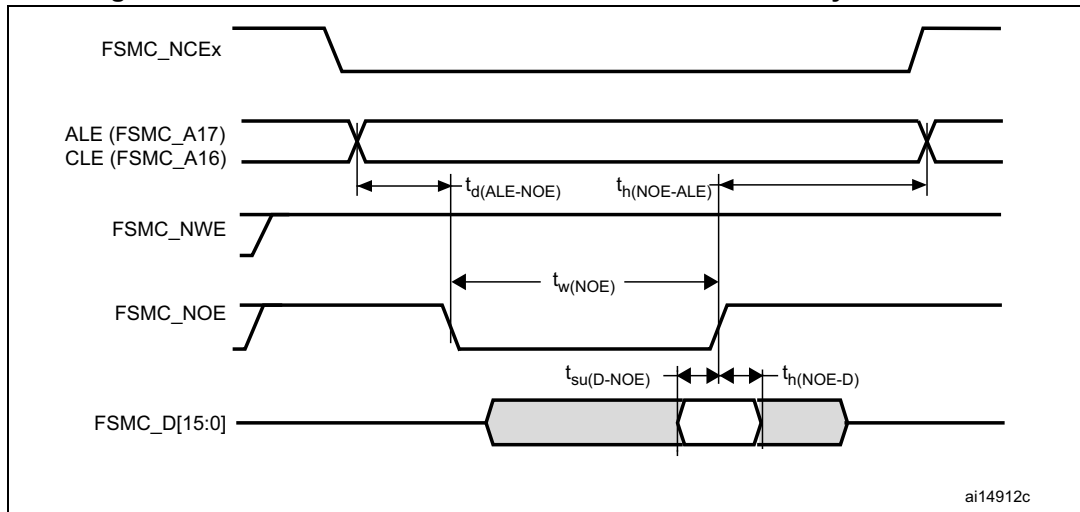 FSMC_NCEx
ALE (FSMC_A17)
CLE (FSMC_A16)
td(ALE-NOE)
th(NOE-ALE)
FSMC_NWE
tw(NOE)
FSMC_NOE
tsu(D-NOE)
th(NOE-D)
FSMC_D[15:0]
ai14912c